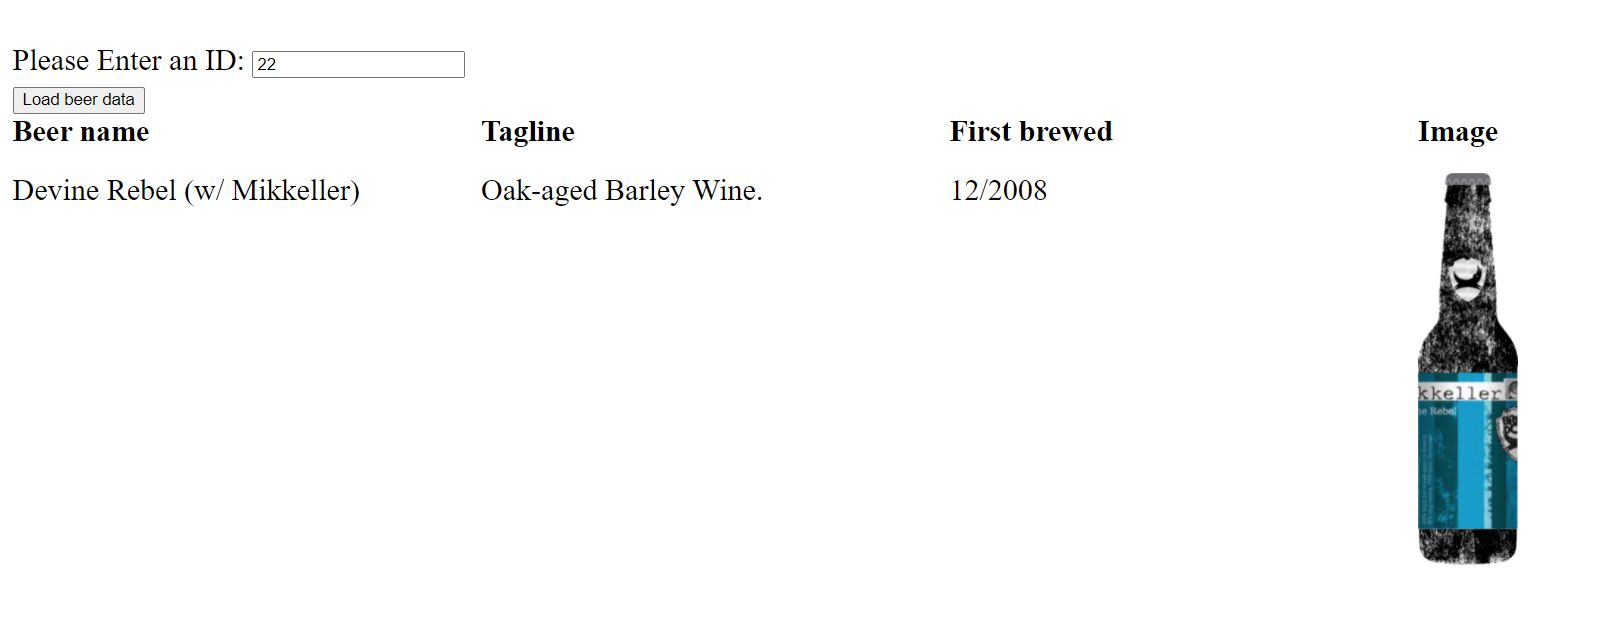 Please Enter an ID: 22
Load beer data
Beer name Tagline First brewed Image
Devine Rebel (w/ Mikkeller) Oak-aged Barley Wine. 12/2008
kkeller
ne Rebel